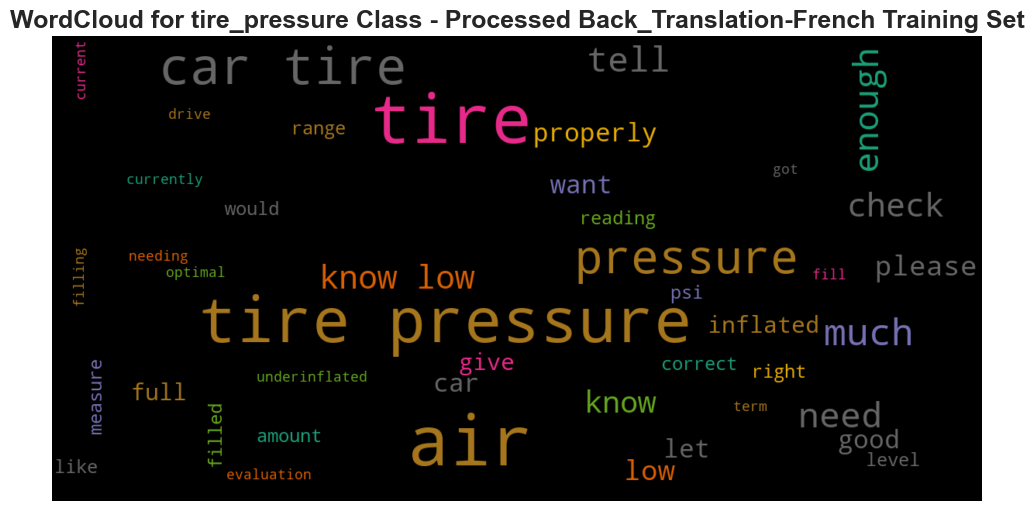 WordCloud for tire_pressure Class - Processed Back_Translation-French Training Set
current
car tire
tell
enough
drive
range
tire
properly
currently
would
want
got
reading
check
filling
needing
optimal
know low
pressure
psi
fill
please
tire pressure
inflated
much
measure
underinflated
give
car
correct
right
full
filled
know
term
need
amount
air
let
good
like
evaluation
low
level